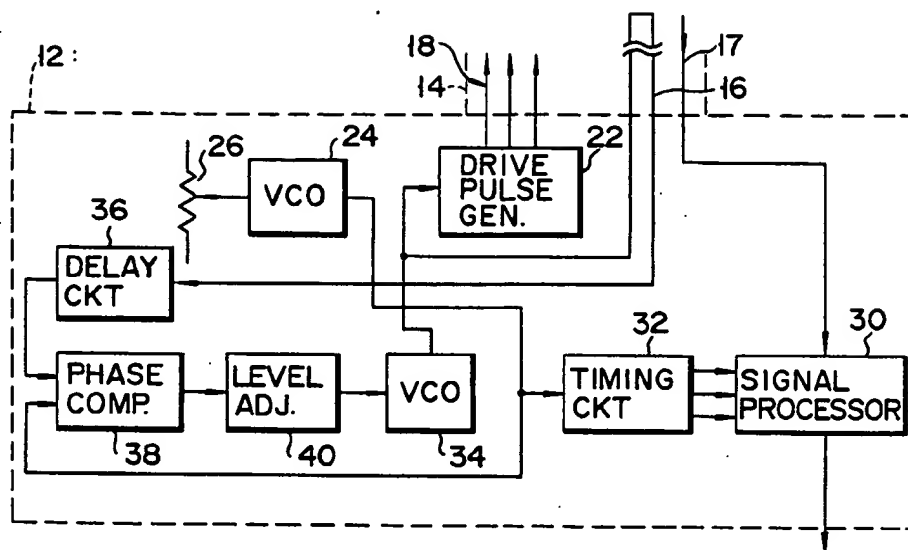 12 :
18
14
17
16
26
24
VCO
22
DRIVE
PULSE
GEN.
36
DELAY
CKT
32
30
PHASE
COMP.
LEVEL
ADJ.
VCO
TIMING
CKT
SIGNAL
PROCESSOR
38
40
34